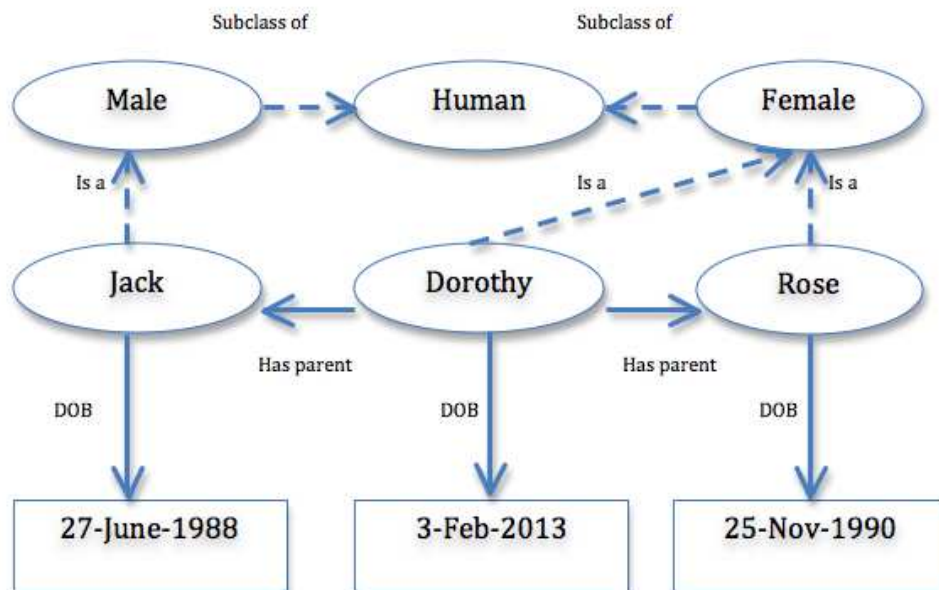 Subclass of
Subclass of
Male
Human
Female
Is a
Is a
Is a
Jack
Dorothy
Rose
Has parent
Has parent
DOB
DOB
DOB
27-June-1988
3-Feb-2013
25-Nov-1990